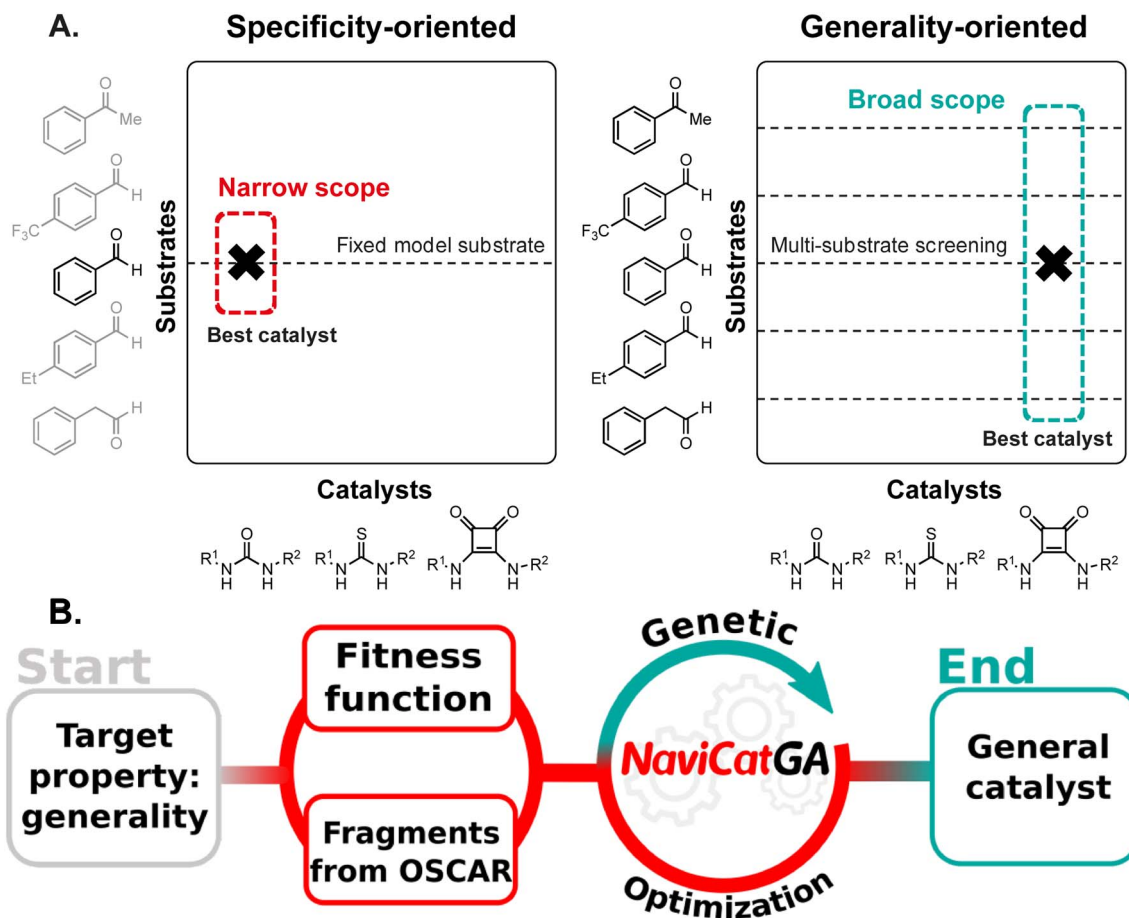 A.
Specificity-oriented
Generality-oriented
O
Me
O
H
F3C
O
H
O
H
Et
H
O
Substrates
Narrow scope
Fixed model substrate
Best catalyst
Catalysts
O
R1
N
H
N
H
R2
S
R1
N
H
N
H
R2
O
O
R1
N
H
N
H
R2
O
Me
O
H
F3C
O
H
O
H
Et
H
O
Substrates
Broad scope
Multi-substrate screening
Best catalyst
Catalysts
O
R1
N
H
N
H
R2
S
R1
N
H
N
H
R2
O
O
R1
N
H
N
H
R2
B.
Start
Target
property:
generality
Fitness
function
Fragments
from OSCAR
Genetic
NaviCatGA
Optimization
End
General
catalyst